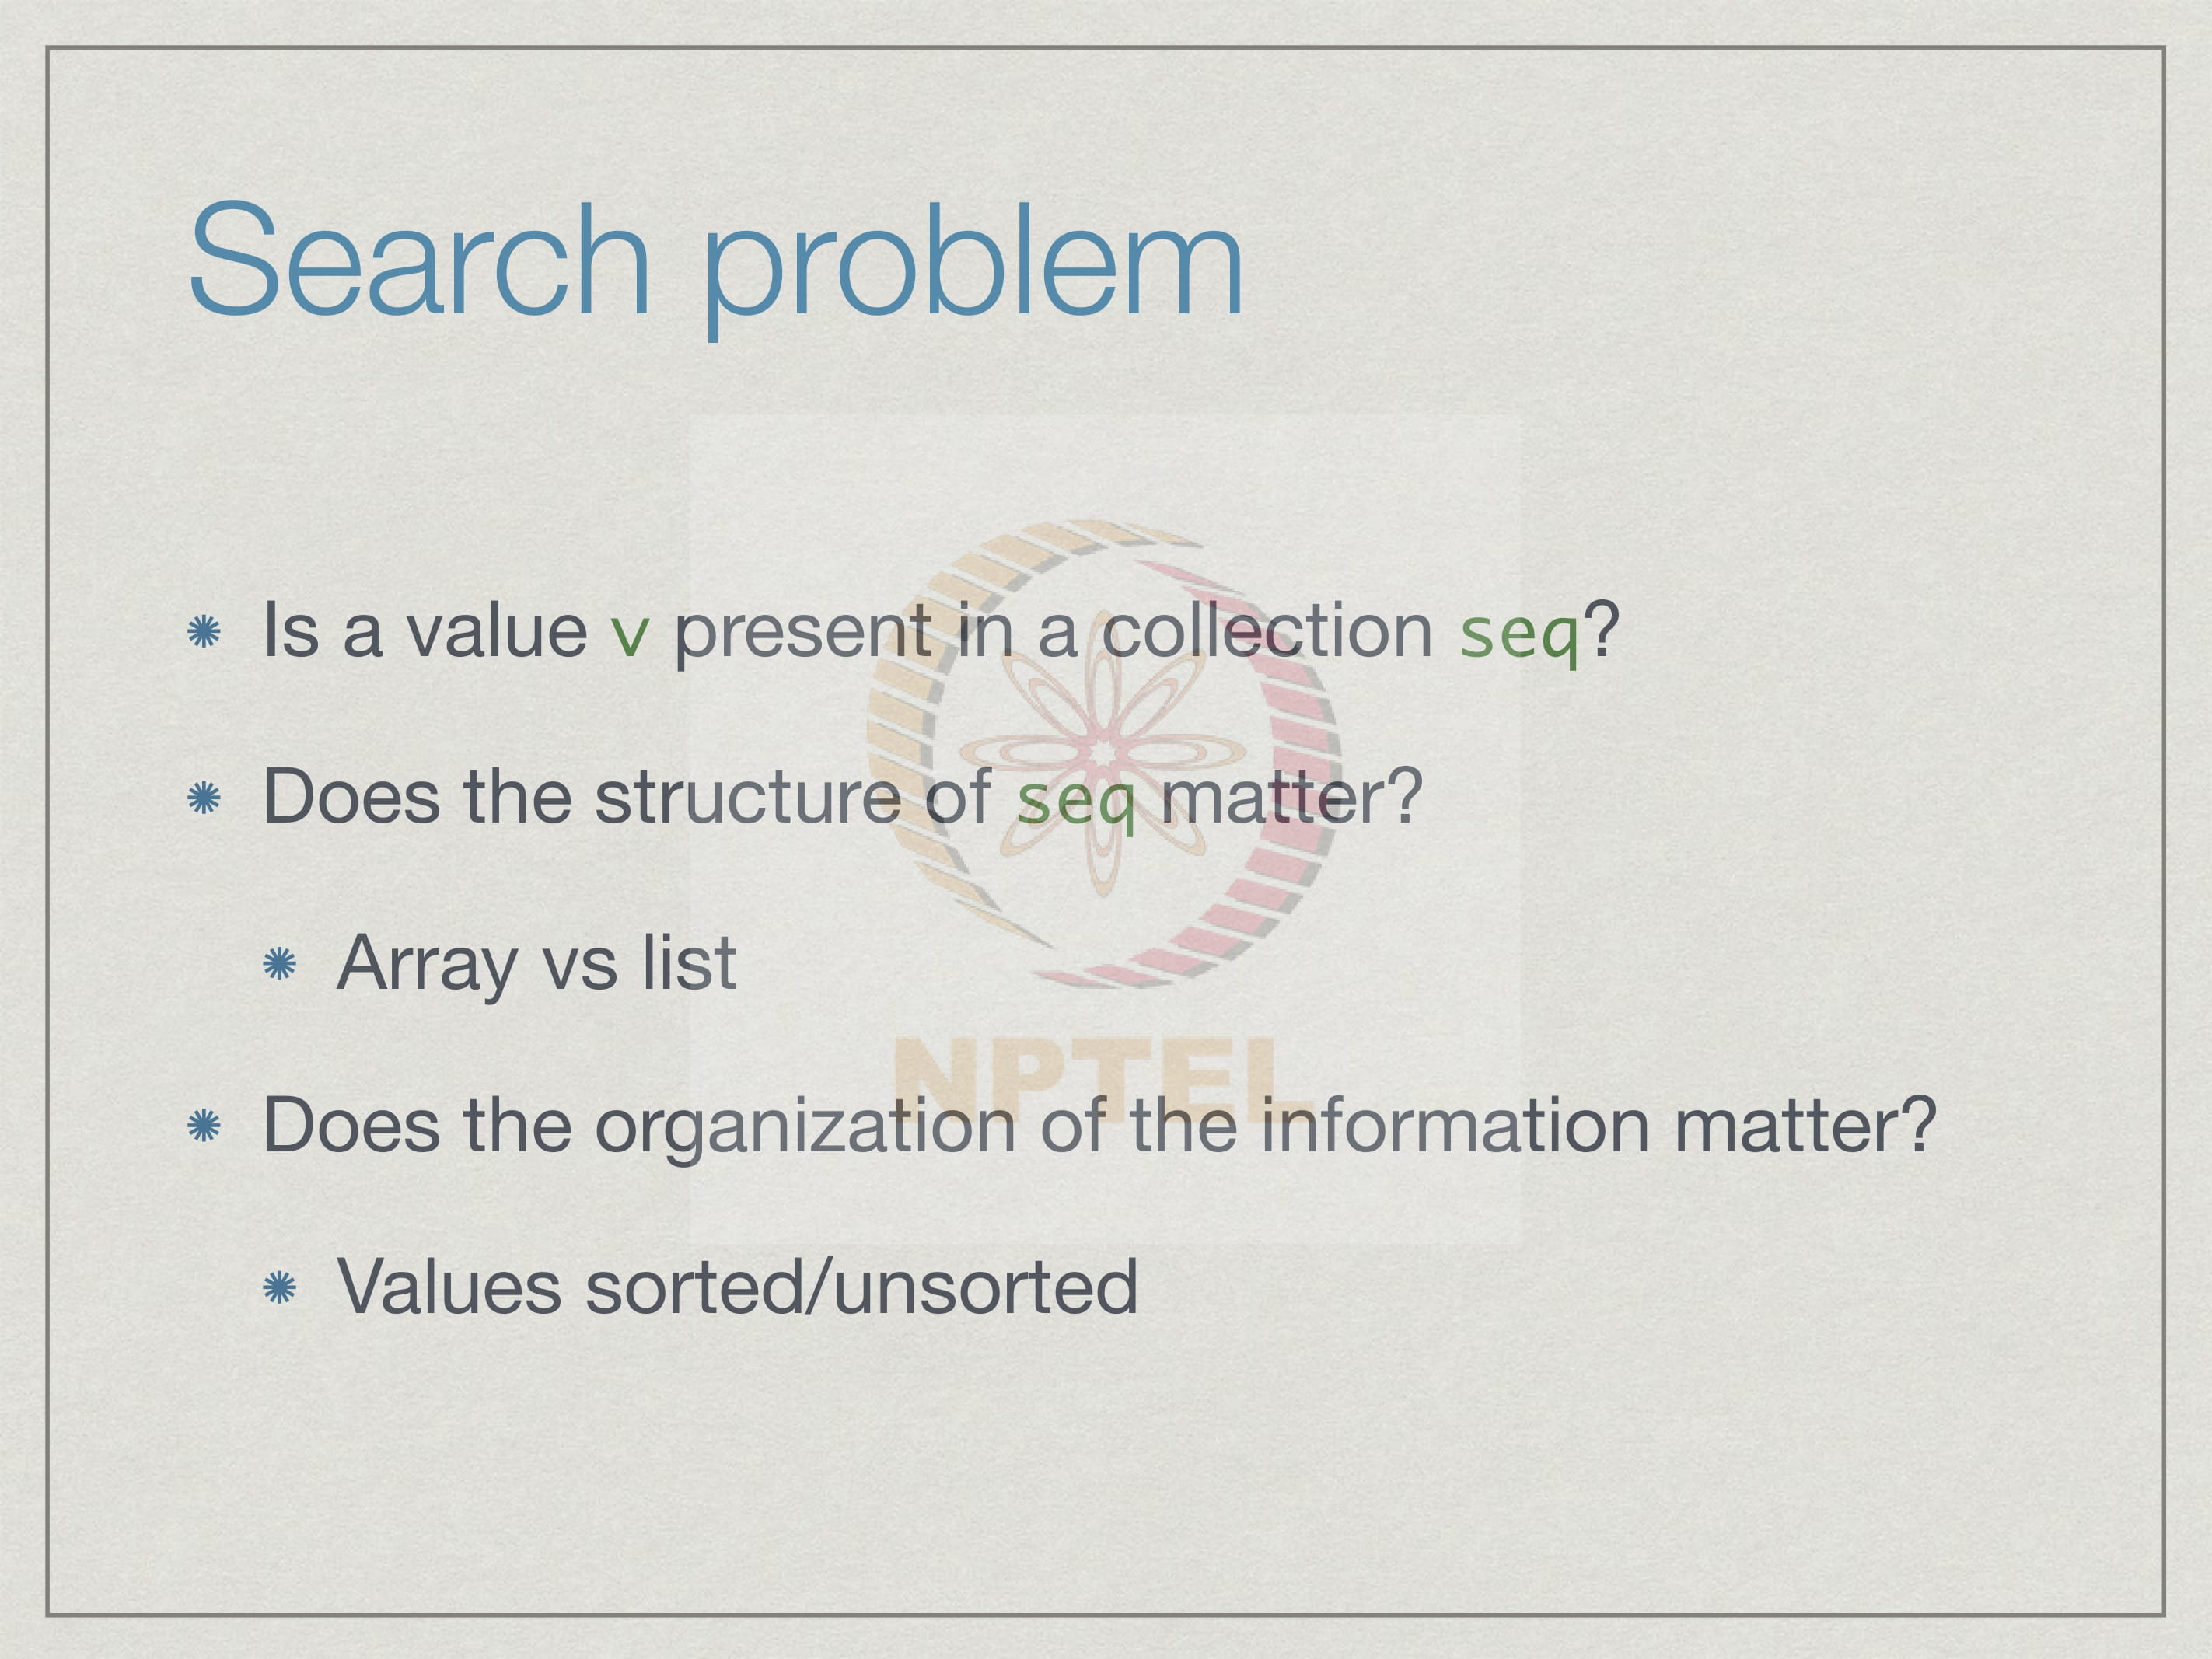 Search problem
Is a value v present in a collection seq?
Does the structure of seq matter?
Array vs list
NPTEL
Does the organization of the information matter?
Values sorted/unsorted